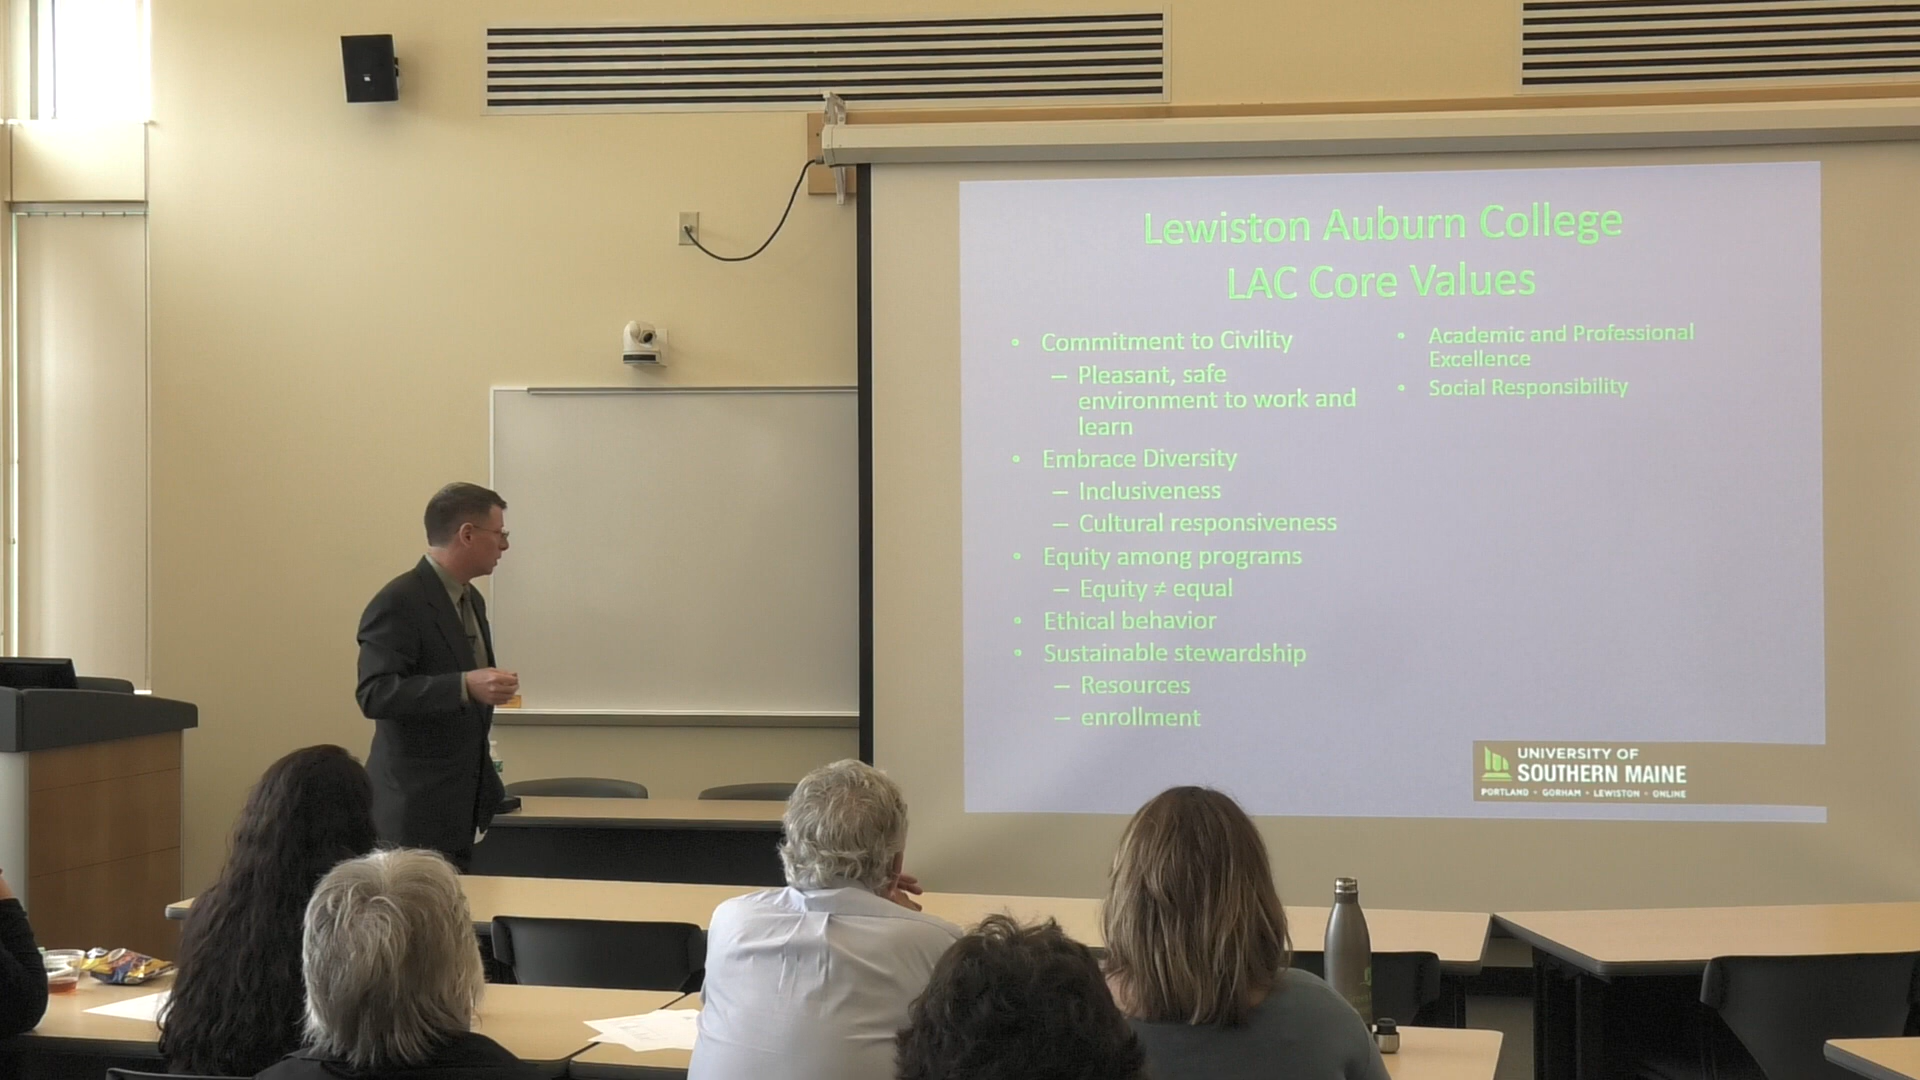 Lewiston Auburn College
LAC Core Values
• Commitment to Civility
– Pleasant, safe
environment to work and
learn
• Embrace Diversity
– Inclusiveness
– Cultural responsiveness
• Equity among programs
– Equity ≠ equal
• Ethical behavior
• Sustainable stewardship
– Resources
– enrollment
• Academic and Professional
Excellence
• Social Responsibility
UNIVERSITY OF
SOUTHERN MAINE
PORTLAND • GORHAM • LEWISTON • ONLINE